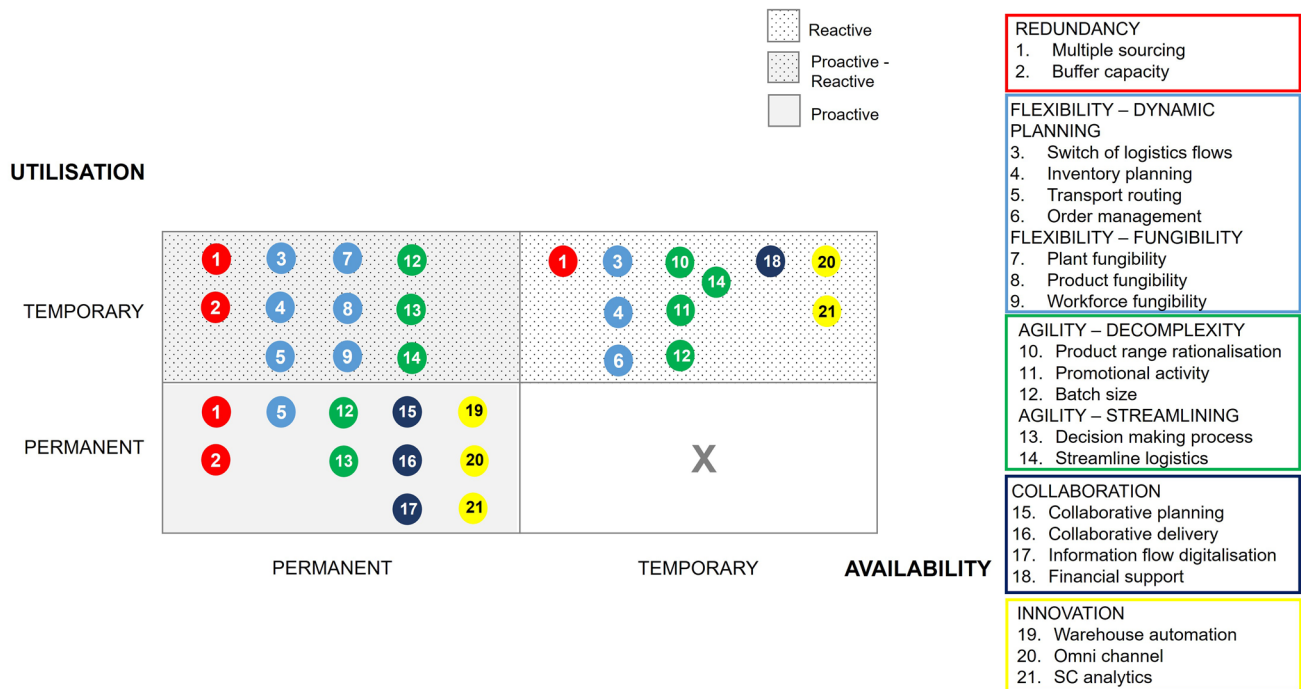 Reactive
Proactive -
Reactive
Proactive
UTILISATION
TEMPORARY
1 3 7 12
2 4 8 13
5 9 14
1 3 10 14 18 20
4 11 21
6 12
PERMANENT
1 5 12 15 19
2 13 16 20
17 21
X
PERMANENT
TEMPORARY
AVAILABILITY
REDUNDANCY
1. Multiple sourcing
2. Buffer capacity
FLEXIBILITY – DYNAMIC
PLANNING
3. Switch of logistics flows
4. Inventory planning
5. Transport routing
6. Order management
FLEXIBILITY – FUNGIBILITY
7. Plant fungibility
8. Product fungibility
9. Workforce fungibility
AGILITY – DECOMPLEXITY
10. Product range rationalisation
11. Promotional activity
12. Batch size
AGILITY – STREAMLINING
13. Decision making process
14. Streamline logistics
COLLABORATION
15. Collaborative planning
16. Collaborative delivery
17. Information flow digitalisation
18. Financial support
INNOVATION
19. Warehouse automation
20. Omni channel
21. SC analytics